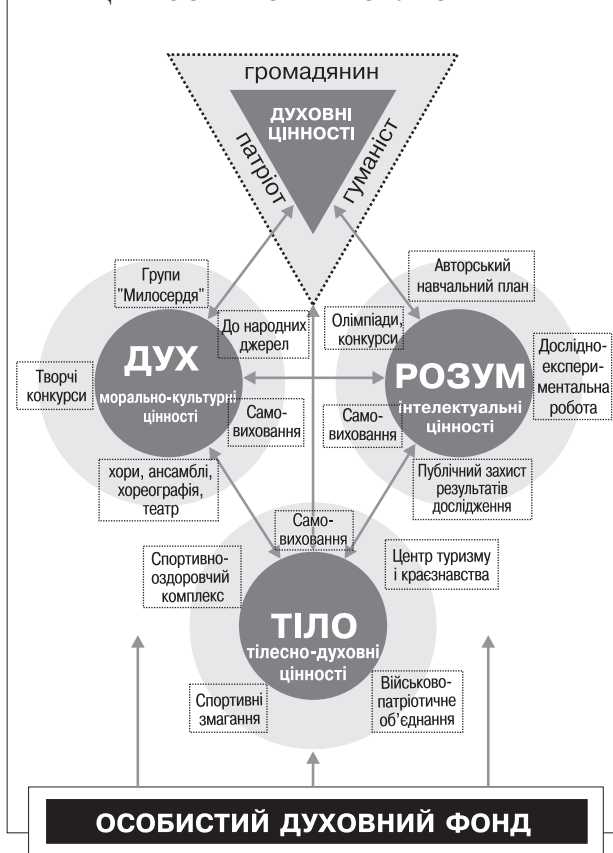 громадянин
ДУХОВНІ
ЦІННОСТІ
патріот
гуманіст
Групи
"Милосердя"
До народних
джерел
Творчі
конкурси
ДУХ
морально-культурні
цінності
Само-
виховання
хори, ансамблі,
хореографія,
театр
Авторський
навчальний план
Олімпіади,
конкурси
РОЗУМ
інтелектуальні
цінності
Дослідно-
експери-
ментальна
робота
Само-
виховання
Публічний захист
результатів
дослідження
Само-
виховання
Спортивно-
оздоровчий
комплекс
Центр туризму
і краєзнавства
ТІЛО
тілесно-духовні
цінності
Спортивні
змагання
Військово-
патріотичне
об’єднання
ОСОБИСТИЙ ДУХОВНИЙ ФОНД